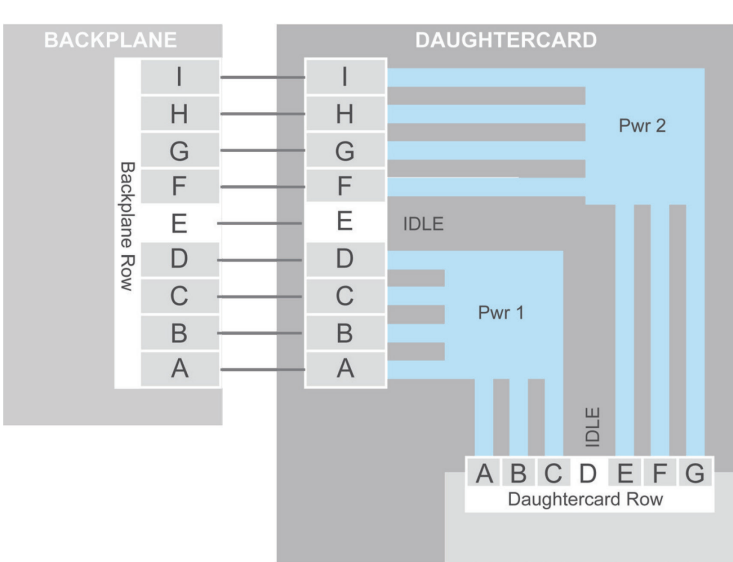 BACKPLANE
DAUGHTERCARD
I
H
G
F
E
D
C
B
A
Backplane Row
I
H
G
F
E
D
C
B
A
Pwr 2
IDLE
Pwr 1
IDLE
A B C D E F G
Daughtercard Row